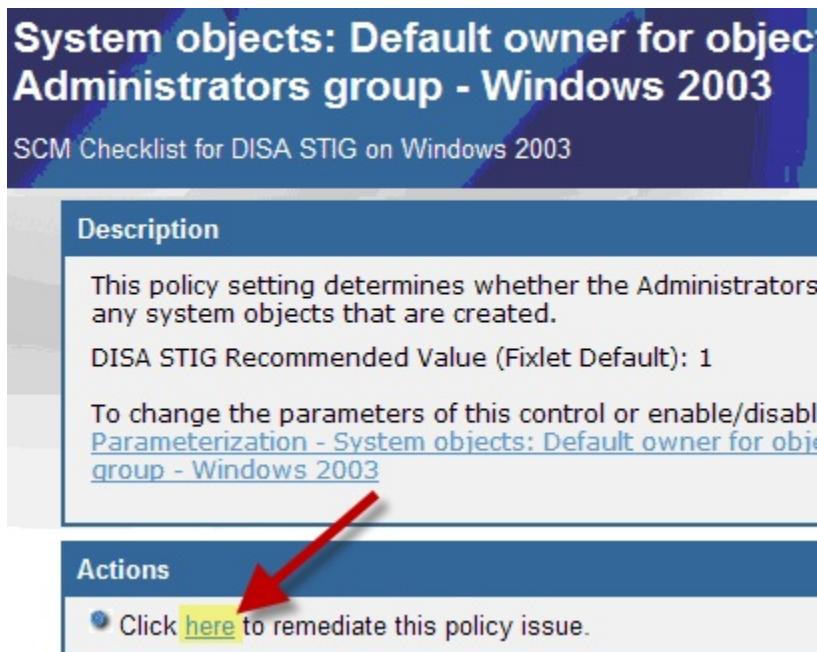 System objects: Default owner for objec
Administrators group - Windows 2003
SCM Checklist for DISA STIG on Windows 2003
Description
This policy setting determines whether the Administrators
any system objects that are created.
DISA STIG Recommended Value (Fixlet Default): 1
To change the parameters of this control or enable/disabl
Parameterization - System objects: Default owner for obje
group - Windows 2003
Actions
Click here to remediate this policy issue.